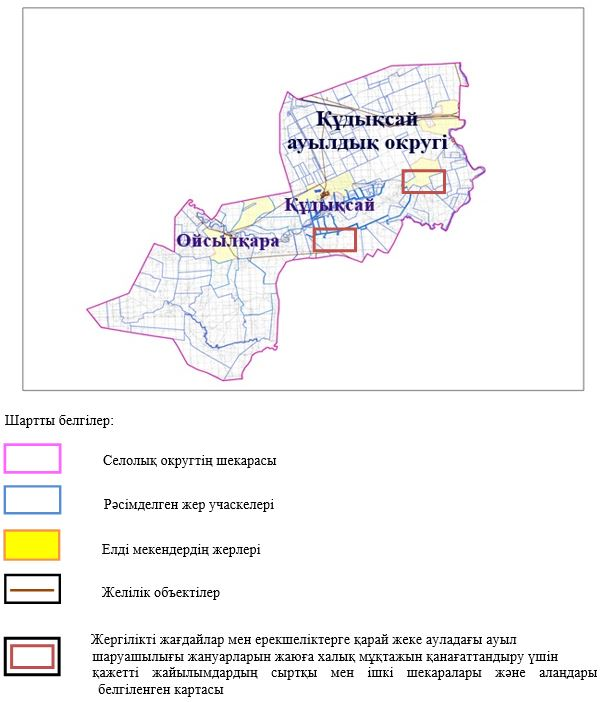 Құдықсай
ауылдық округі
Құдықсай
Ойсылқара
Шартты белгілер:
Селолық округтің шекарасы
Рәсімделген жер учаскелері
Елді мекендердің жерлері
Желілік объектілер
Жергілікті жағдайлар мен ерекшеліктерге қарай жеке ауладағы ауыл
шаруашылығы жануарларын жаюға халық мұқтажын қанағаттандыру үшін
қажетті жайылымдардың сыртқы мен ішкі шекаралары және алаңдары
белгіленген картасы